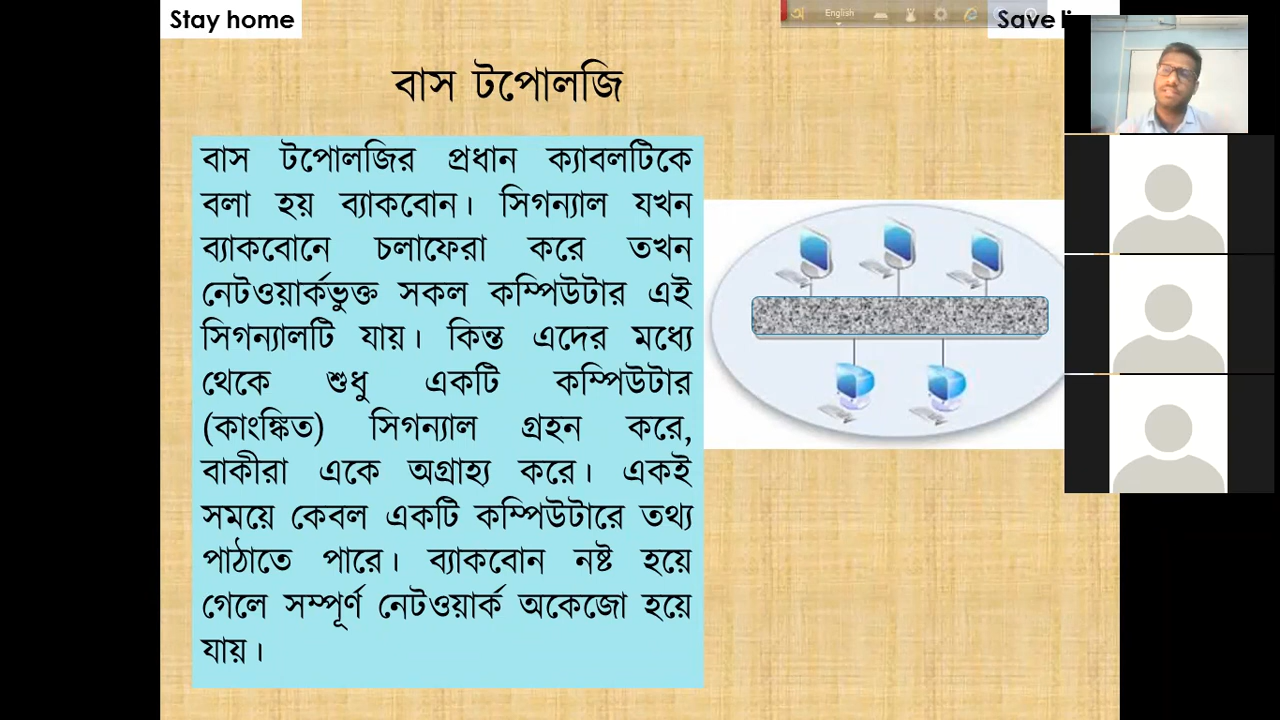 Stay home
অ English
Save
বাস টপোলজি
বাস টপোলজির প্রধান ক্যাবলটিকে
বলা হয় ব্যাকবোন। সিগন্যাল যখন
ব্যাকবোনে চলাফেরা করে তখন
নেটওয়ার্কভুক্ত সকল কম্পিউটার এই
সিগন্যালটি যায়। কিন্ত এদের মধ্যে
থেকে শুধু একটি কম্পিউটার
(কাংঙ্কিত) সিগন্যাল গ্রহন করে,
বাকীরা একে অগ্রাহ্য করে। একই
সময়ে কেবল একটি কম্পিউটারে তথ্য
পাঠাতে পারে। ব্যাকবোন নষ্ট হয়ে
গেলে সম্পূর্ণ নেটওয়ার্ক অকেজো হয়ে
যায়।